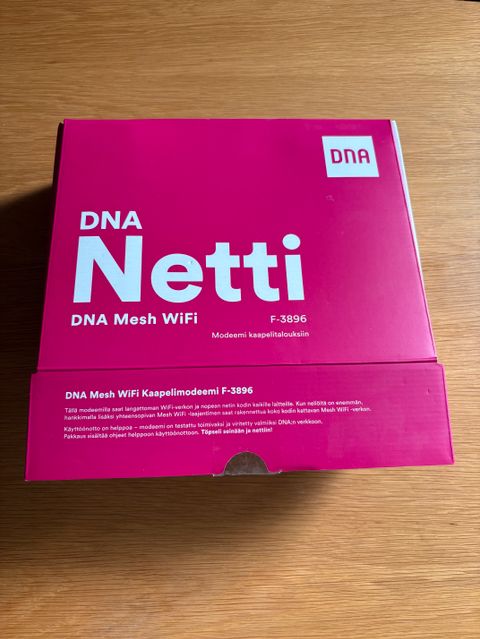 DNA
DNA
Netti
DNA Mesh WiFi
F-3896
Modeemi kaapelitalouksiin
DNA Mesh WiFi Kaapelimodeemi F-3896
Tällä modeemilla saat langattoman WiFi-verkon ja nopean netin kodin kaikille laitteille. Kun neliöitä on enemmän,
hankkimalla lisäksi yhteensopivan Mesh WiFi -laajentimen saat rakennettua koko kodin kattavan Mesh WiFi -verkon.
Käyttöönotto on helppoa – modeemi on testattu toimivaksi ja viritetty valmiiksi DNA:n verkkoon.
Pakkaus sisältää ohjeet helppoon käyttöönottoon. Töpseli seinään ja nettiin!